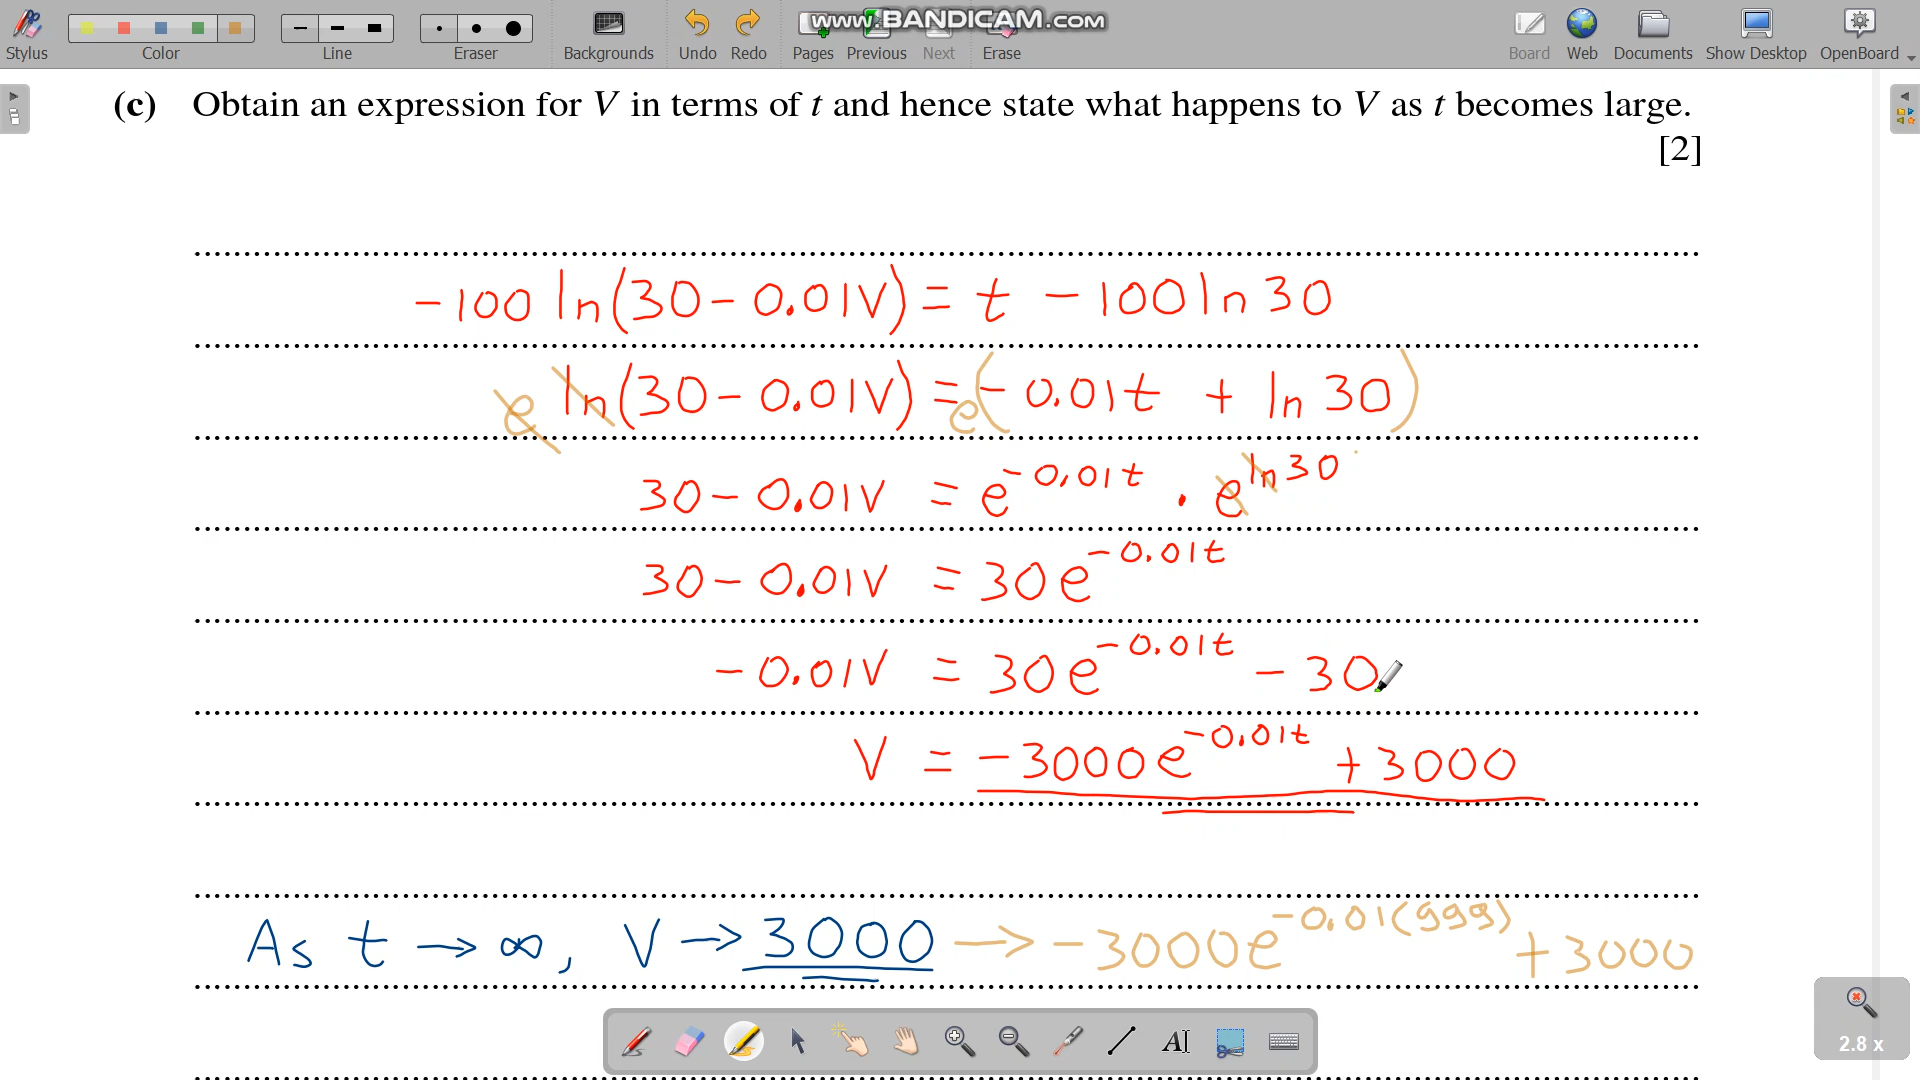 www.BANDICAM.com
Stylus Color Line Eraser Backgrounds Undo Redo Pages Previous Next Erase Board Web Documents Show Desktop OpenBoard
(c) Obtain an expression for V in terms of t and hence state what happens to V as t becomes large.
[2]
-100 ln(30 - 0.01V) = t - 100 ln 30
e ln(30 - 0.01V) = e(-0.01t + ln 30)
30 - 0.01V = e^{-0.01t} . e^{ln 30}
30 - 0.01V = 30e^{-0.01t}
-0.01V = 30e^{-0.01t} - 30
V = -3000e^{-0.01t} + 3000
As t → ∞, V → 3000 → -3000e^{-0.01(999)} + 3000
AI
2.8 x